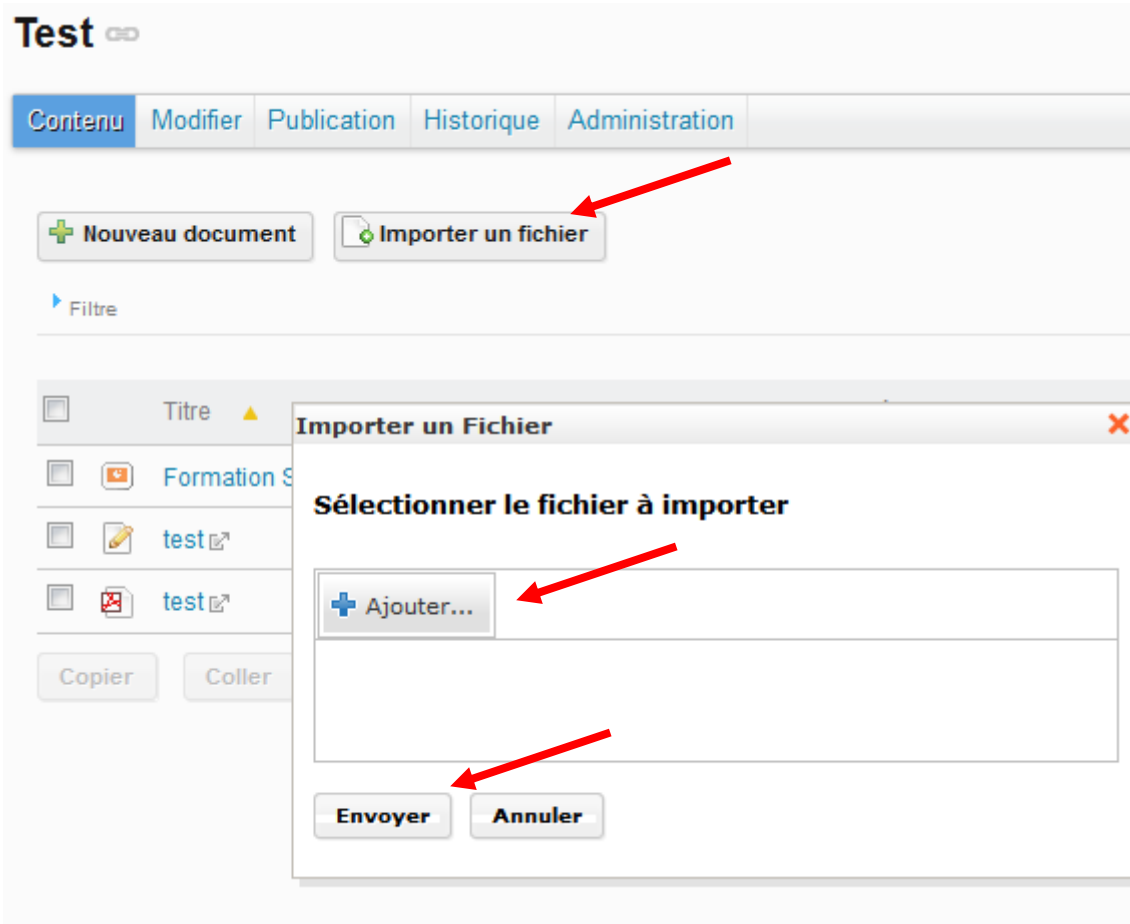 Test
Contenu Modifier Publication Historique Administration
Nouveau document Importer un fichier
Filtre
Titre
Importer un Fichier
Formation S
Sélectionner le fichier à importer
test
Ajouter...
test
Copier Coller
Envoyer Annuler